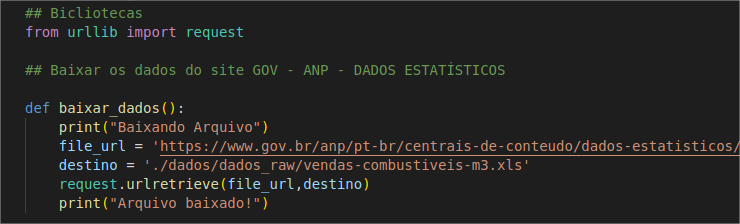 ## Bicliotecas
from urllib import request
## Baixar os dados do site GOV - ANP - DADOS ESTATÍSTICOS
def baixar_dados():
print("Baixando Arquivo")
file_url = 'https://www.gov.br/anp/pt-br/centrais-de-conteudo/dados-estatisticos/
destino = './dados/dados_raw/vendas-combustiveis-m3.xls'
request.urlretrieve(file_url,destino)
print("Arquivo baixado!")